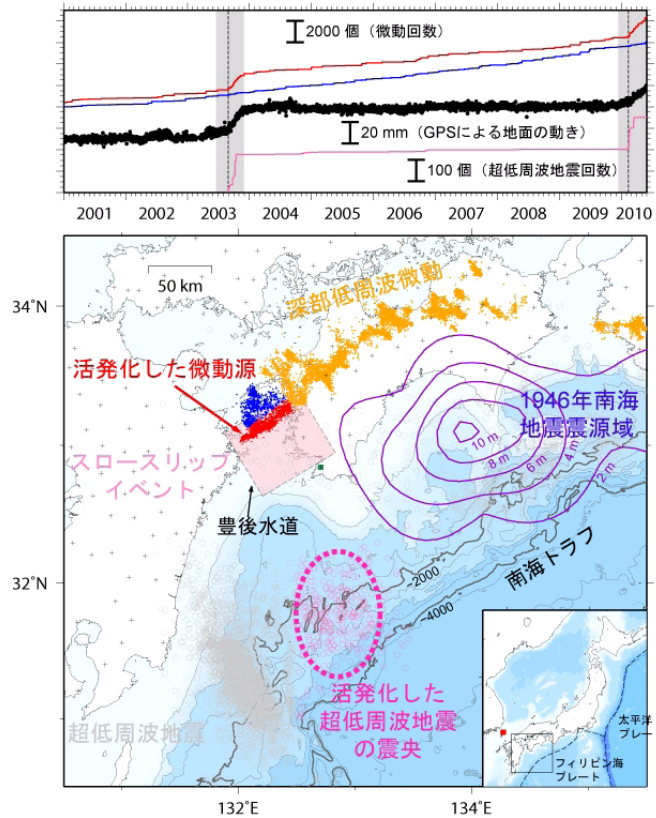 2000 個（微動回数）
20 mm（GPSによる地面の動き）
100 個（超低周波地震回数）
2001 2002 2003 2004 2005 2006 2007 2008 2009 2010
34°N
50 km
深部低周波微動
活発化した微動源
1946年南海
地震震源域
10 m
8 m
6 m
4 m
2 m
スロースリップ
イベント
豊後水道
南海トラフ
32°N
-2000
-4000
超低周波地震
活発化した
超低周波地震
の震央
太平洋
プレー
フィリピン海
プレート
132°E
134°E